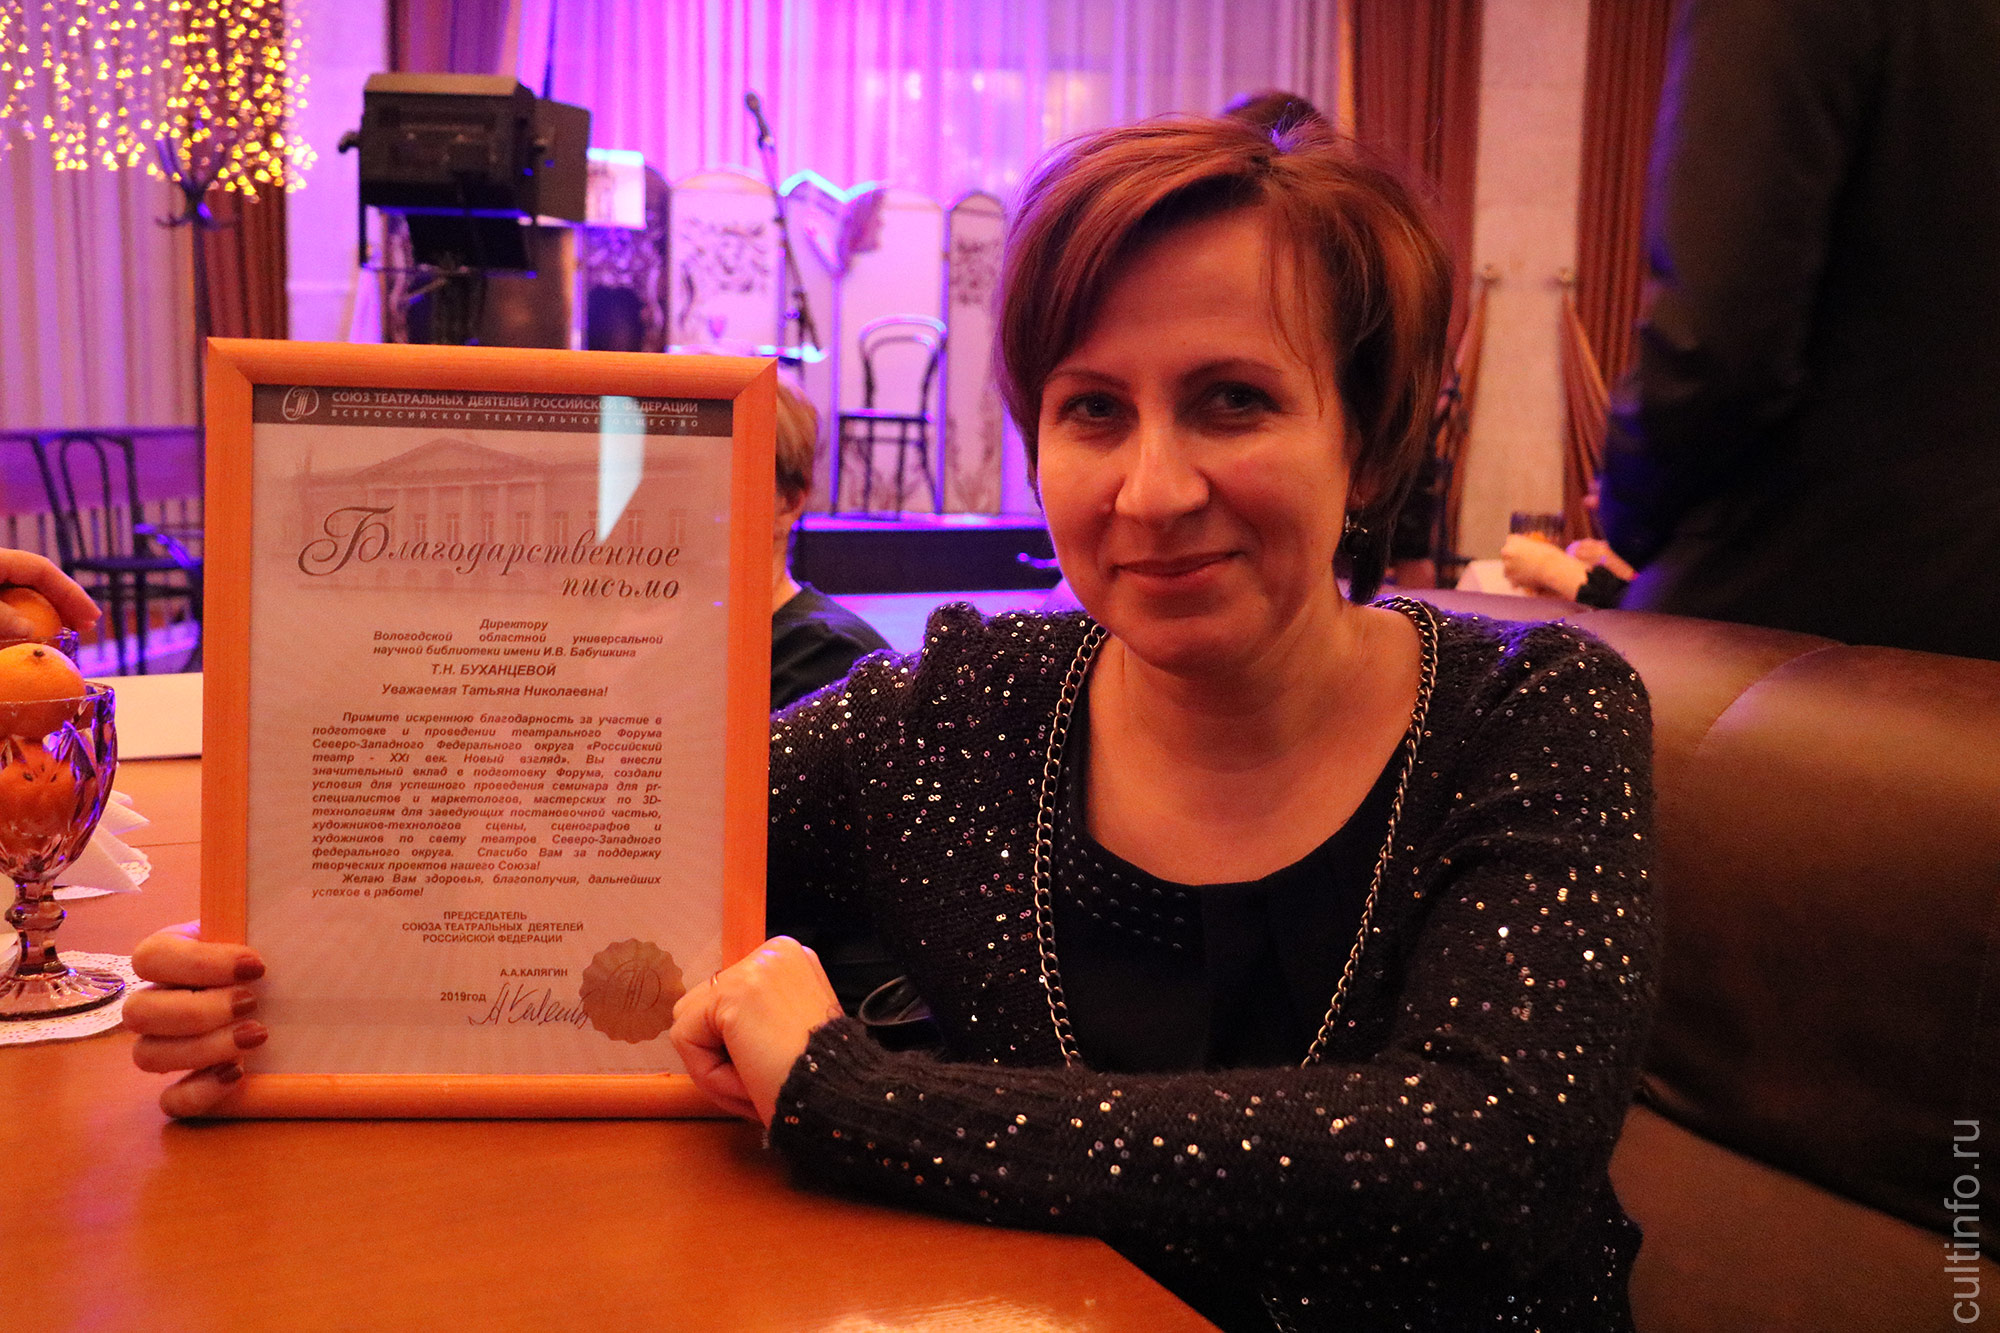 СОЮЗ ТЕАТРАЛЬНЫХ ДЕЯТЕЛЕЙ РОССИЙСКОЙ ФЕДЕРАЦИИ
ВСЕРОССИЙСКОЕ ТЕАТРАЛЬНОЕ ОБЩЕСТВО
Благодарственное
письмо
Директору
Вологодской областной универсальной
научной библиотеки имени И.В. Бабушкина
Т.Н. БУХАНЦЕВОЙ
Уважаемая Татьяна Николаевна!
Примите искреннюю благодарность за участие в
подготовке и проведении театрального Форума
Северо-Западного Федерального округа «Российский
театр - XXI век. Новый взгляд». Вы внесли
значительный вклад в подготовку Форума, создали
условия для успешного проведения семинара для pr-
специалистов и маркетологов, мастерских по 3D-
технологиям для заведующих постановочной частью,
художников-технологов сцены, сценографов и
художников по свету театров Северо-Западного
федерального округа. Спасибо Вам за поддержку
творческих проектов нашего Союза!
Желаю Вам здоровья, благополучия, дальнейших
успехов в работе!
ПРЕДСЕДАТЕЛЬ
СОЮЗА ТЕАТРАЛЬНЫХ ДЕЯТЕЛЕЙ
РОССИЙСКОЙ ФЕДЕРАЦИИ
А.А.КАЛЯГИН
2019год
cultinfo.ru